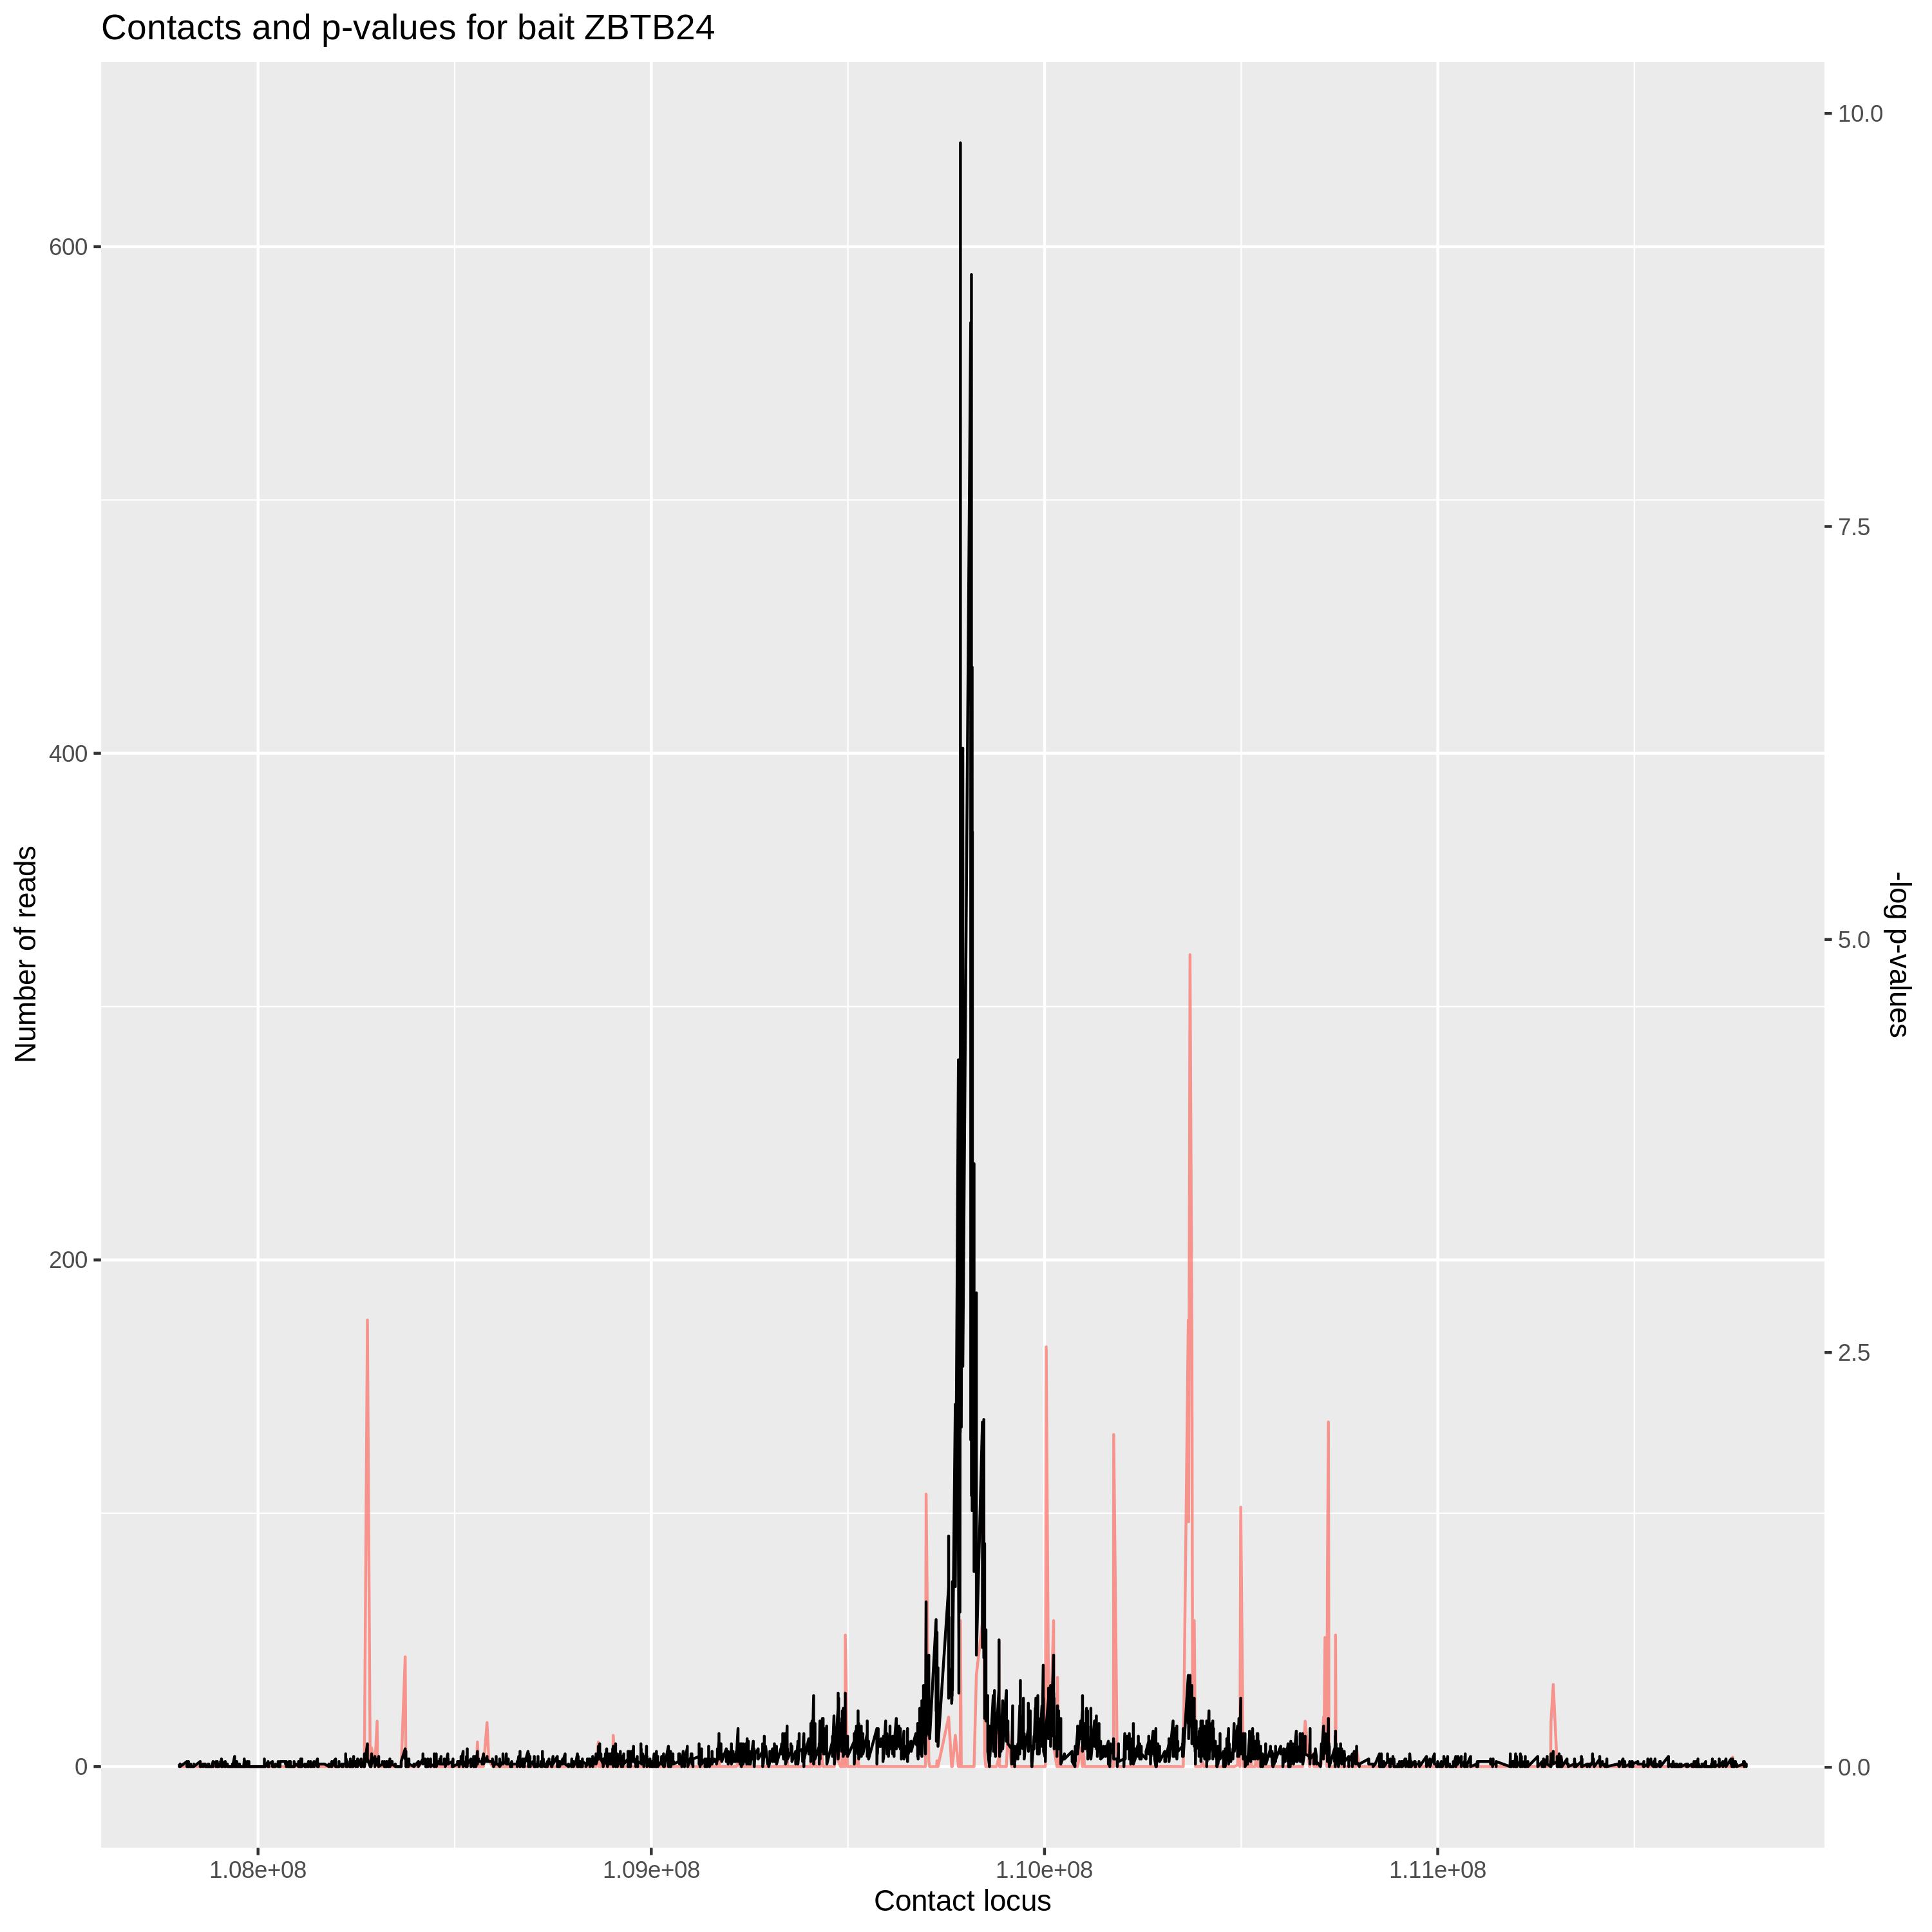 Contacts and p-values for bait ZBTB24
Number of reads
600
400
200
0
10.0
7.5
5.0
2.5
0.0
-log p-values
1.08e+08
1.09e+08
1.10e+08
1.11e+08
Contact locus